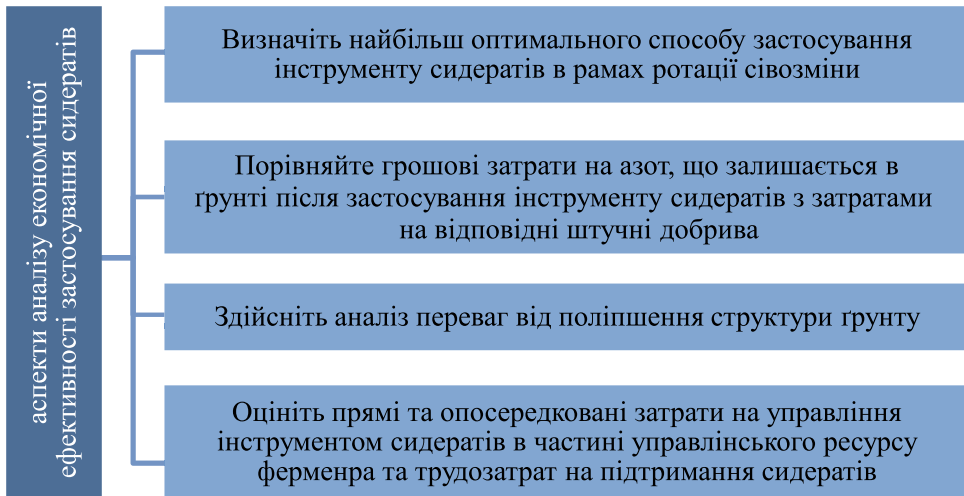 аспекти аналізу економічної
ефективності застосування сидератів
Визначіть найбільш оптимального способу застосування
інструменту сидератів в рамах ротації сівозміни
Порівняйте грошові затрати на азот, що залишається в
ґрунті після застосування інструменту сидератів з затратами
на відповідні штучні добрива
Здійсніть аналіз переваг від поліпшення структури ґрунту
Оцініть прямі та опосередковані затрати на управління
інструментом сидератів в частині управлінського ресурсу
ферменра та трудозатрат на підтримання сидератів